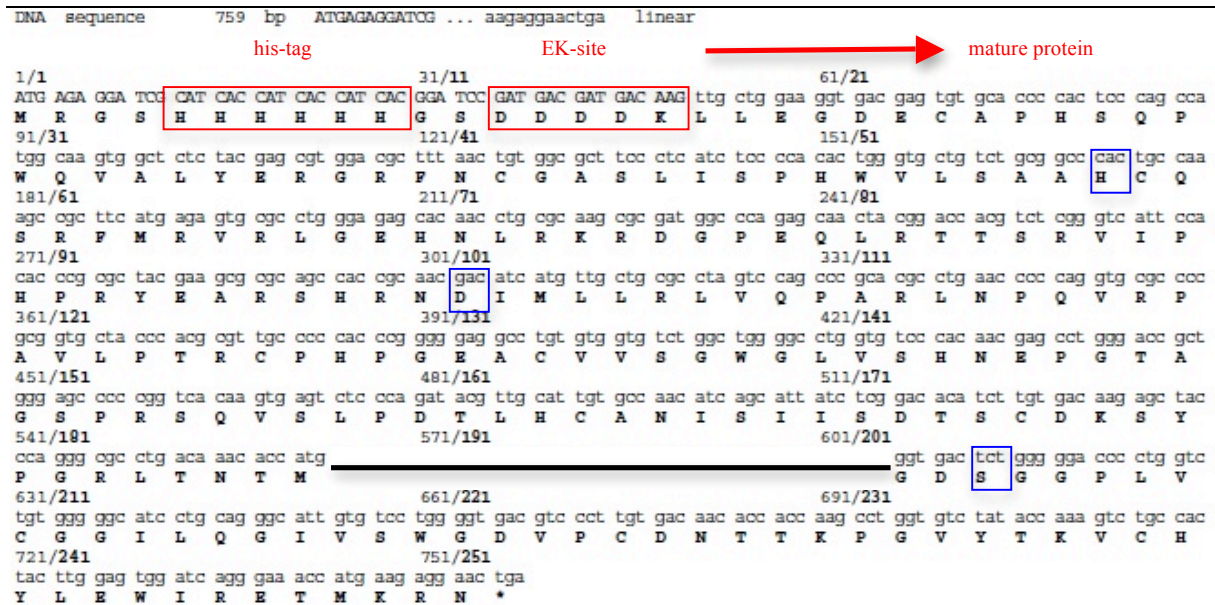 DNA sequence 759 bp ATGAGAGGATCG ... aagaggaactga linear
his-tag EK-site mature protein
1/1 31/11 61/21
ATG AGA GGA TCG CAT CAC CAT CAC CAT CAC GGA TCC GAT GAC GAT GAC AAG ttg ctg gaa ggt gac gag tgt gca ccc cac tcc cag cca
M R G S H H H H H H G S D D D D K L L E G D E C A P H S Q P
91/31 121/41 151/51
tgg caa gtg gct ctc tac gag cgt gga cgc ttt aac tgt ggc gct tcc ctc atc tcc cca cac tgg gtg ctg tct gcg gcc cac tgc caa
W Q V A L Y E R G R F N C G A S L I S P H W V L S A A H C Q
181/61 211/71 241/81
agc cgc ttc atg aga gtg cgc ctg gga gag cac aac ctg cgc aag cgc gat ggc cca gag caa cta cgg acc acg tct cgg gtc att cca
S R F M R V R L G E H N L R K R D G P E Q L R T T S R V I P
271/91 301/101 331/111
cac ccg cgc tac gaa gcg cgc agc cac cgc aac gac atc atg ttg ctg cgc cta gtc cag ccc gca cgc ctg aac ccc cag gtg cgc ccc
H P R Y E A R S H R N D I M L L R L V Q P A R L N P Q V R P
361/121 391/131 421/141
gcg gtg cta ccc acg cgt tgc ccc cac ccg ggg gag gcc tgt gtg gtg tct ggc tgg ggc ctg gtg tcc cac aac gag cct ggg acc gct
A V L P T R C P H P G E A C V V S G W G L V S H N E P G T A
451/151 481/161 511/171
ggg agc ccc cgg tca caa gtg agt ctc cca gat acg ttg cat tgt gcc aac atc agc att atc tcg gac aca tct tgt gac aag agc tac
G S P R S Q V S L P D T L H C A N I S I I S D T S C D K S Y
541/181 571/191 601/201
cca ggg cgc ctg aca aac acc atg ggt gac tct ggg gga ccc ctg gtc
P G R L T N T M G D S G G P L V
631/211 661/221 691/231
tgt ggg ggc atc ctg cag ggc att gtg tcc tgg ggt gac gtc cct tgt gac aac acc acc aag cct ggt gtc tat acc aaa gtc tgc cac
C G G I L Q G I V S W G D V P C D N T T K P G V Y T K V C H
721/241 751/251
tac ttg gag tgg atc agg gaa acc atg aag agg aac tga
Y L E W I R E T M K R N *